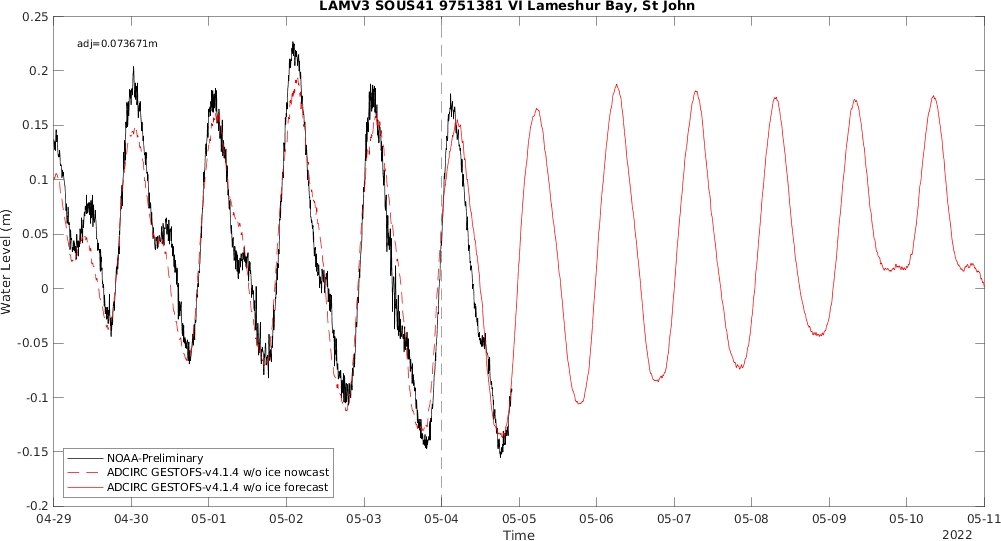 LAMV3 SOUS41 9751381 VI Lameshur Bay, St John
adj=0.073671m
0.25
0.2
0.15
0.1
0.05
0
-0.05
-0.1
-0.15
-0.2
Water Level (m)
NOAA-Preliminary
ADCIRC GESTOFS-v4.1.4 w/o ice nowcast
ADCIRC GESTOFS-v4.1.4 w/o ice forecast
04-29 04-30 05-01 05-02 05-03 05-04 05-05 05-06 05-07 05-08 05-09 05-10 05-11
Time
2022